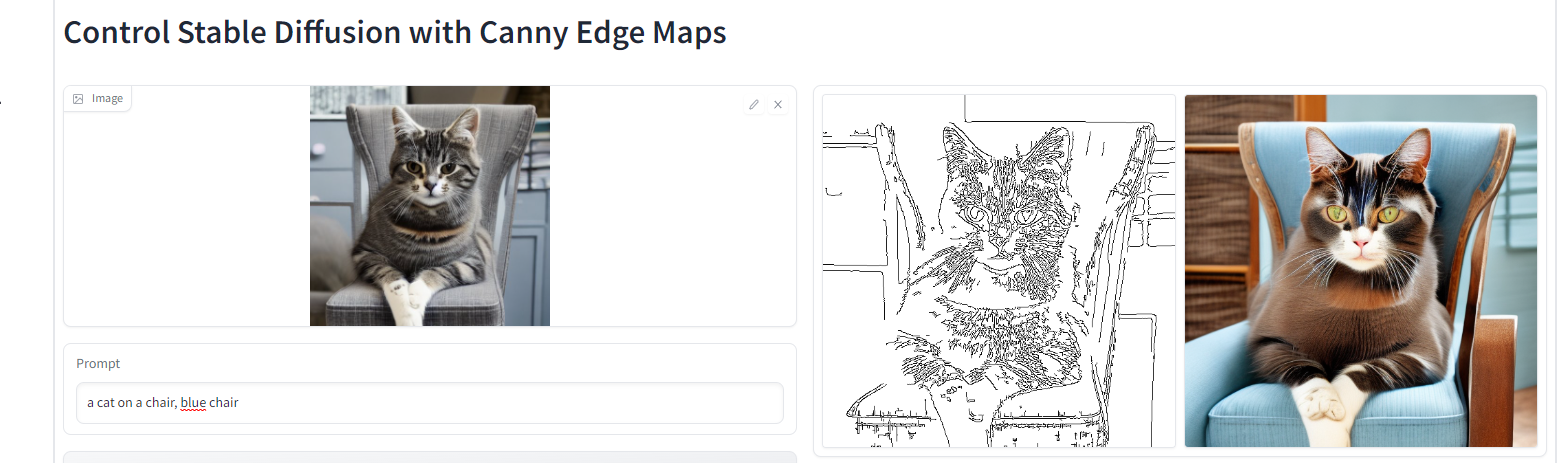 Control Stable Diffusion with Canny Edge Maps
Image
Prompt
a cat on a chair, blue chair